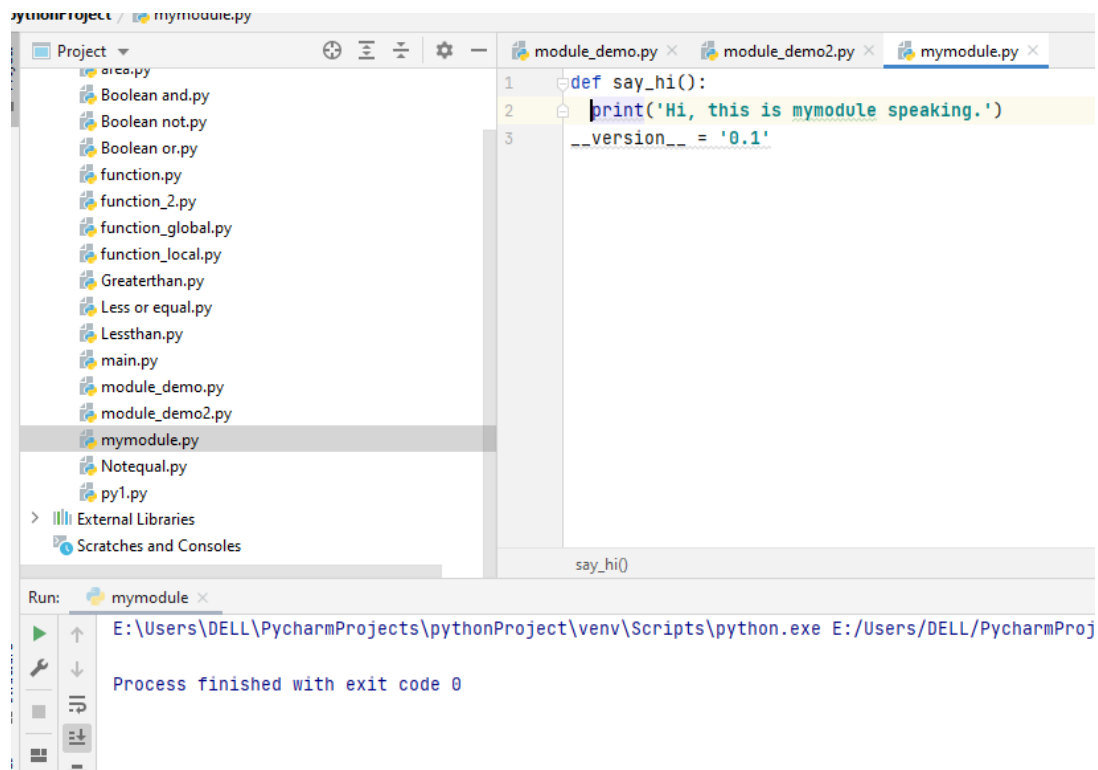 pythonProject / mymodule.py
Project
module_demo.py
module_demo2.py
mymodule.py
area.py
Boolean and.py
Boolean not.py
Boolean or.py
function.py
function_2.py
function_global.py
function_local.py
Greaterthan.py
Less or equal.py
Lessthan.py
main.py
module_demo.py
module_demo2.py
mymodule.py
Notequal.py
py1.py
External Libraries
Scratches and Consoles
1 def say_hi():
2 print('Hi, this is mymodule speaking.')
3 __version__ = '0.1'
say_hi()
Run: mymodule
E:\Users\DELL\PycharmProjects\pythonProject\venv\Scripts\python.exe E:/Users/DELL/PycharmProj
Process finished with exit code 0